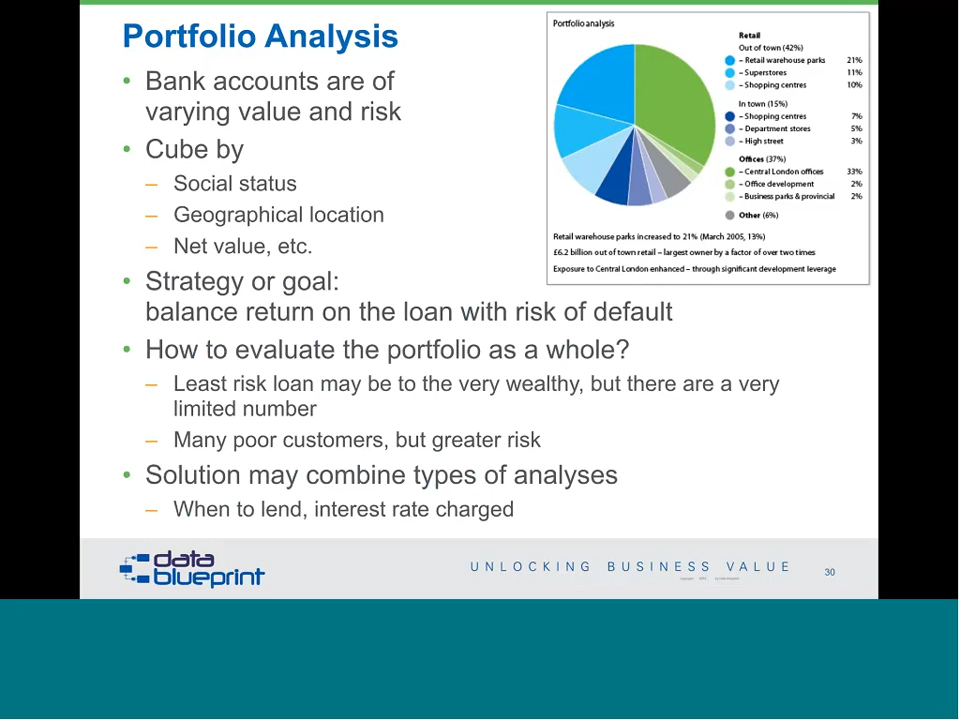 Portfolio Analysis
• Bank accounts are of
varying value and risk
• Cube by
– Social status
– Geographical location
– Net value, etc.
• Strategy or goal:
balance return on the loan with risk of default
• How to evaluate the portfolio as a whole?
– Least risk loan may be to the very wealthy, but there are a very
limited number
– Many poor customers, but greater risk
• Solution may combine types of analyses
– When to lend, interest rate charged
Portfolio analysis
Retail
Out of town (42%)
– Retail warehouse parks 21%
– Superstores 11%
– Shopping centres 10%
In town (15%)
– Shopping centres 7%
– Department stores 5%
– High street 3%
Offices (37%)
– Central London offices 33%
– Office development 2%
– Business parks & provincial 2%
Other (6%)
Retail warehouse parks increased to 21% (March 2005, 13%)
£6.2 billion out of town retail – largest owner by a factor of over two times
Exposure to Central London enhanced – through significant development leverage
data
blueprint
UNLOCKING BUSINESS VALUE
30